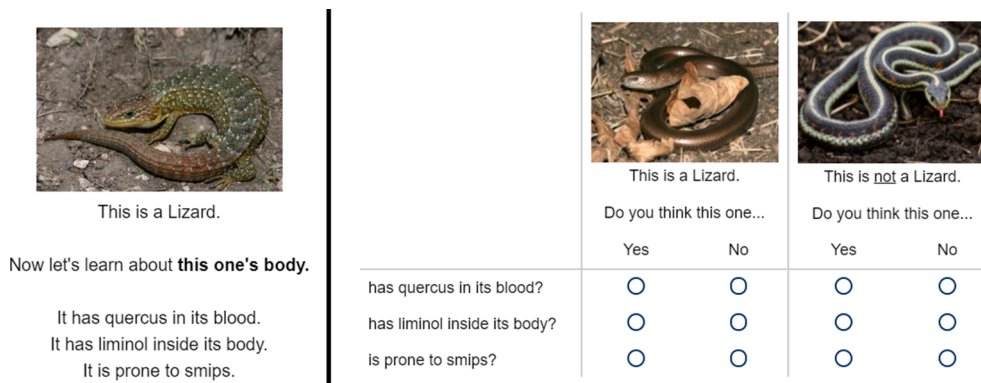 This is a Lizard.
Now let's learn about this one's body.
It has quercus in its blood.
It has liminol inside its body.
It is prone to smips.
This is a Lizard.
Do you think this one...
Yes No
This is not a Lizard.
Do you think this one...
Yes No
has quercus in its blood?
has liminol inside its body?
is prone to smips?